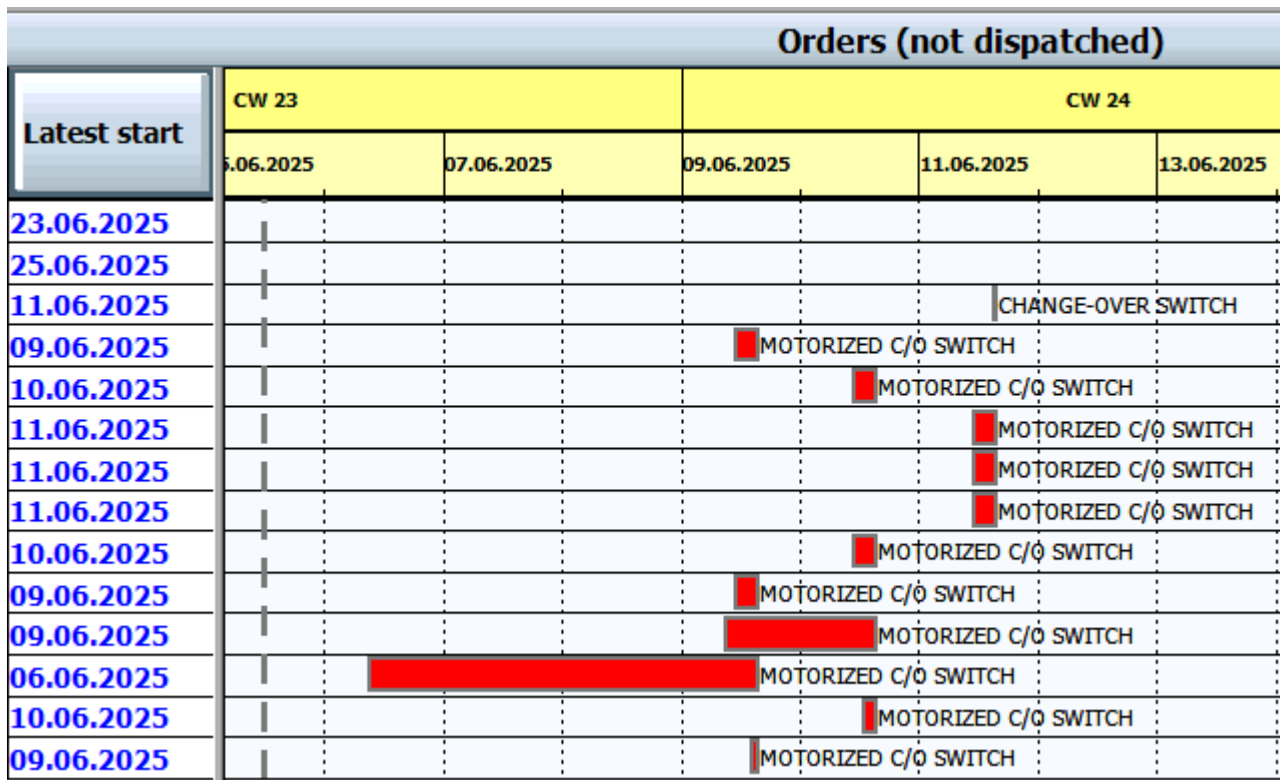 Orders (not dispatched)
Latest start
CW 23 CW 24
5.06.2025 07.06.2025 09.06.2025 11.06.2025 13.06.2025
23.06.2025
25.06.2025
11.06.2025 CHANGE-OVER SWITCH
09.06.2025 MOTORIZED C/O SWITCH
10.06.2025 MOTORIZED C/O SWITCH
11.06.2025 MOTORIZED C/O SWITCH
11.06.2025 MOTORIZED C/O SWITCH
11.06.2025 MOTORIZED C/O SWITCH
10.06.2025 MOTORIZED C/O SWITCH
09.06.2025 MOTORIZED C/O SWITCH
09.06.2025 MOTORIZED C/O SWITCH
06.06.2025 MOTORIZED C/O SWITCH
10.06.2025 MOTORIZED C/O SWITCH
09.06.2025 MOTORIZED C/O SWITCH